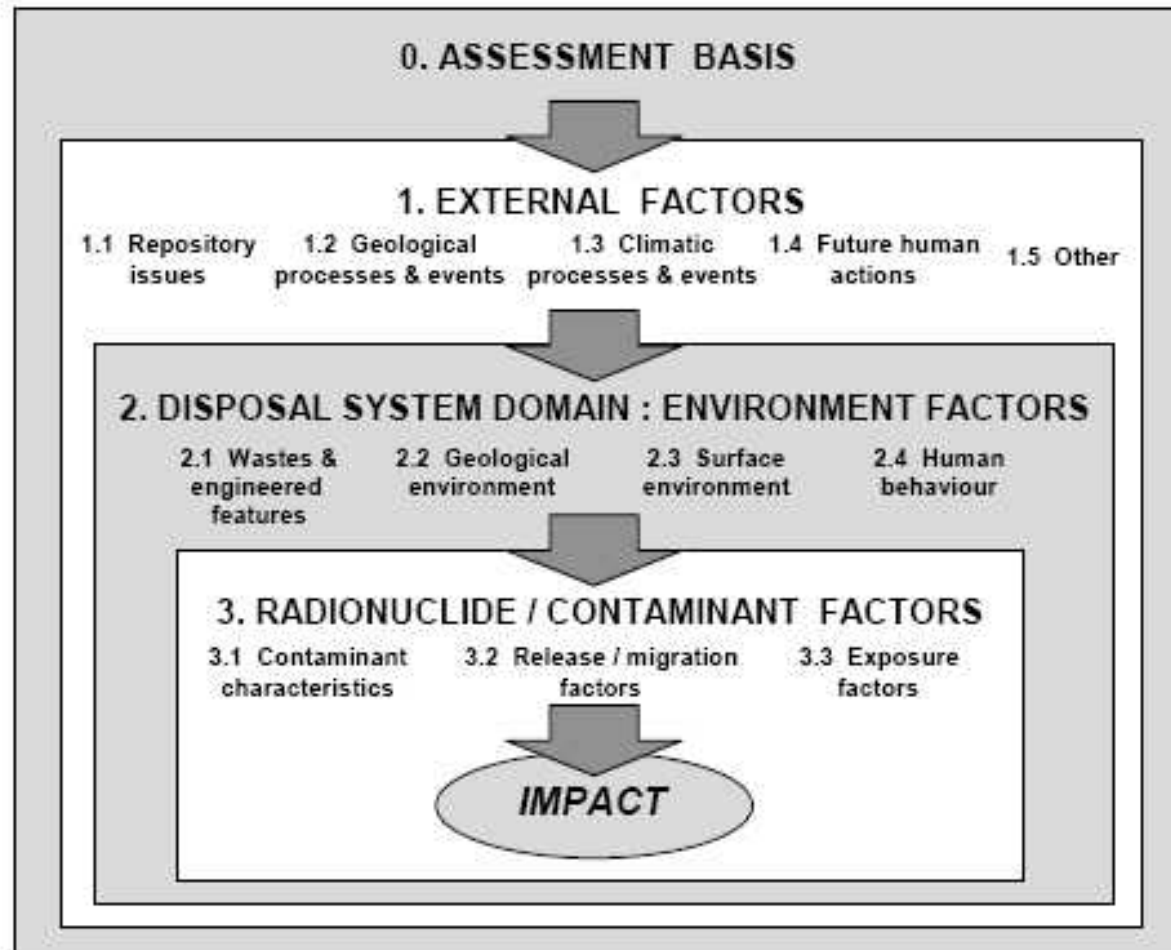 0. ASSESSMENT BASIS
1. EXTERNAL FACTORS
1.1 Repository
issues
1.2 Geological
processes & events
1.3 Climatic
processes & events
1.4 Future human
actions
1.5 Other
2. DISPOSAL SYSTEM DOMAIN : ENVIRONMENT FACTORS
2.1 Wastes &
engineered
features
2.2 Geological
environment
2.3 Surface
environment
2.4 Human
behaviour
3. RADIONUCLIDE / CONTAMINANT FACTORS
3.1 Contaminant
characteristics
3.2 Release / migration
factors
3.3 Exposure
factors
IMPACT